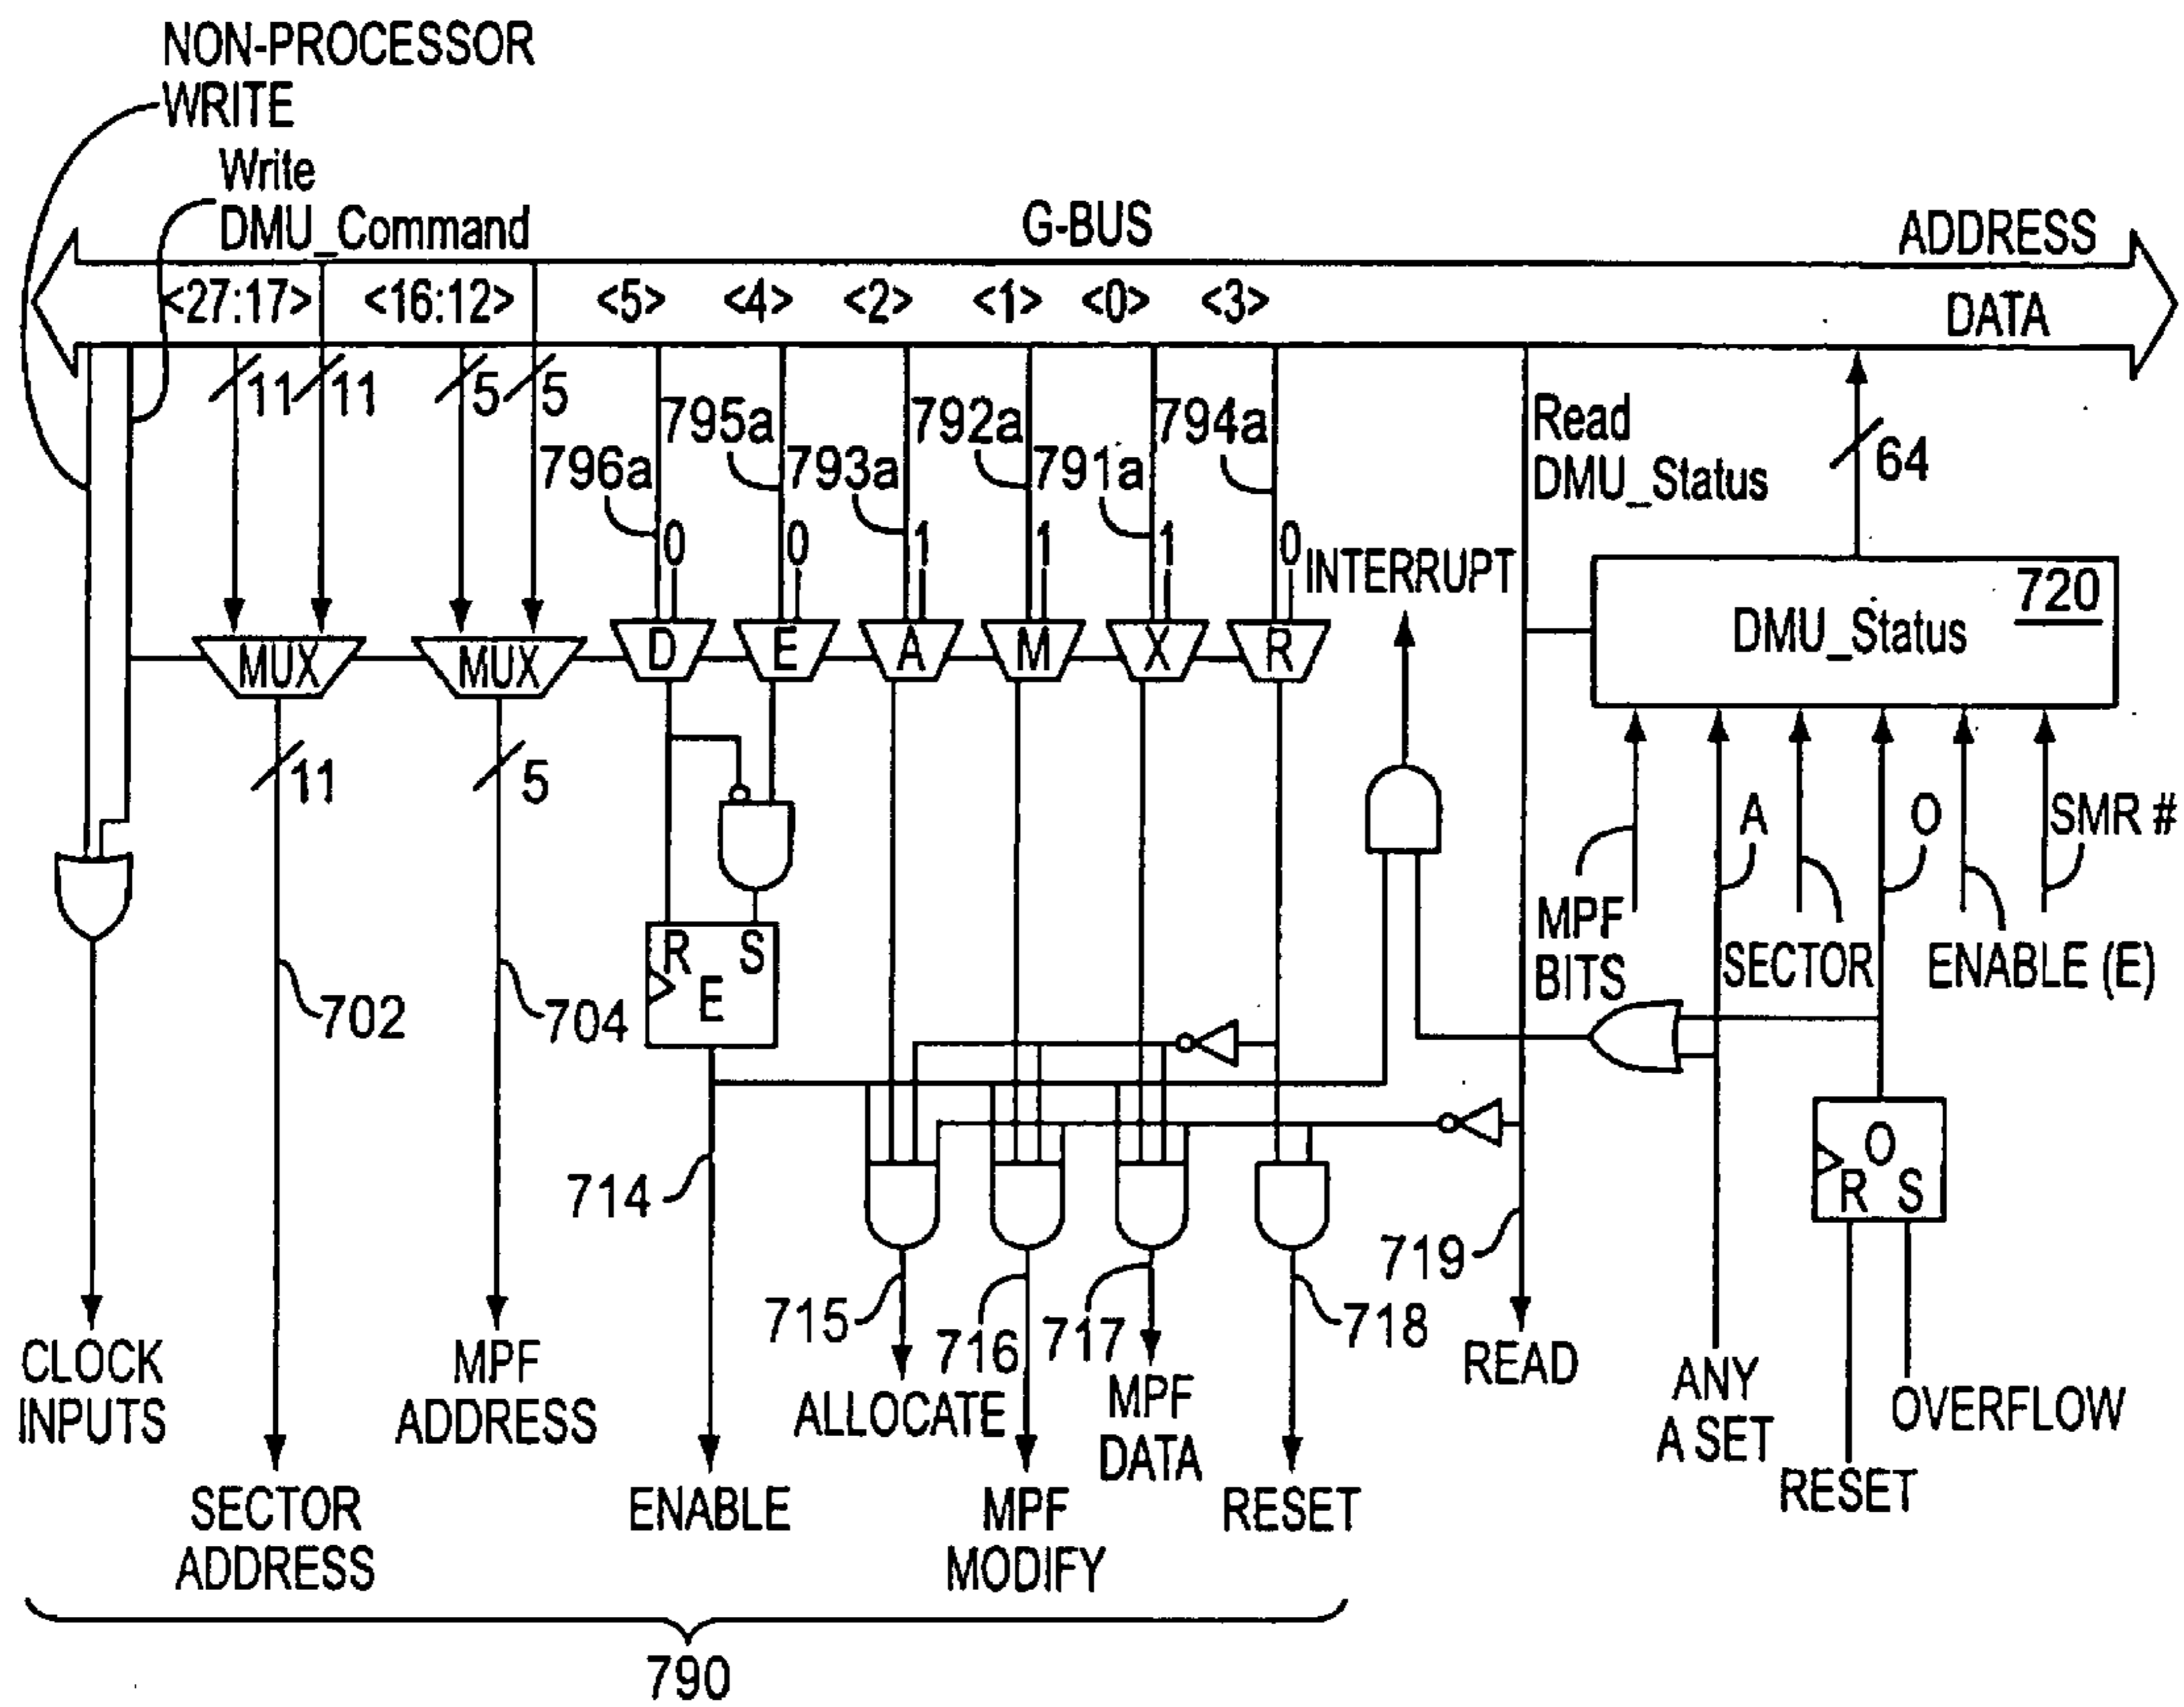 NON-PROCESSOR
WRITE
Write
DMU_Command
G-BUS
ADDRESS
<27:17> <16:12> <5> <4> <2> <1> <0> <3>
DATA
11 11 5 5
796a 795a 793a 792a 791a 794a
Read
DMU_Status
64
0 0 1 1 1 0
INTERRUPT
720
DMU_Status
MUX MUX D E A M X R
11 5
A O SMR #
MPF
BITS
SECTOR
ENABLE (E)
R S
E
702 704
O
R S
714
715 716 717 718 719
CLOCK
INPUTS
MPF
ADDRESS
ALLOCATE
MPF
DATA
READ
ANY
A SET
OVERFLOW
RESET
SECTOR
ADDRESS
ENABLE
MPF
MODIFY
RESET
790